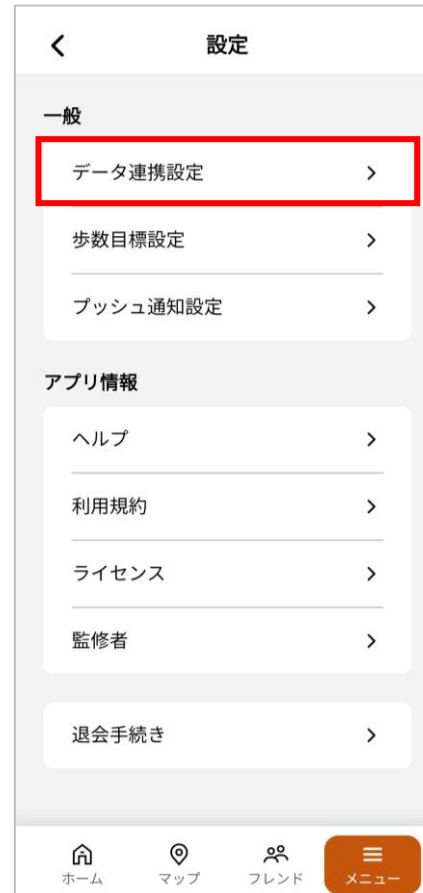 設定
一般
データ連携設定
歩数目標設定
プッシュ通知設定
アプリ情報
ヘルプ
利用規約
ライセンス
監修者
退会手続き
ホーム マップ フレンド メニュー